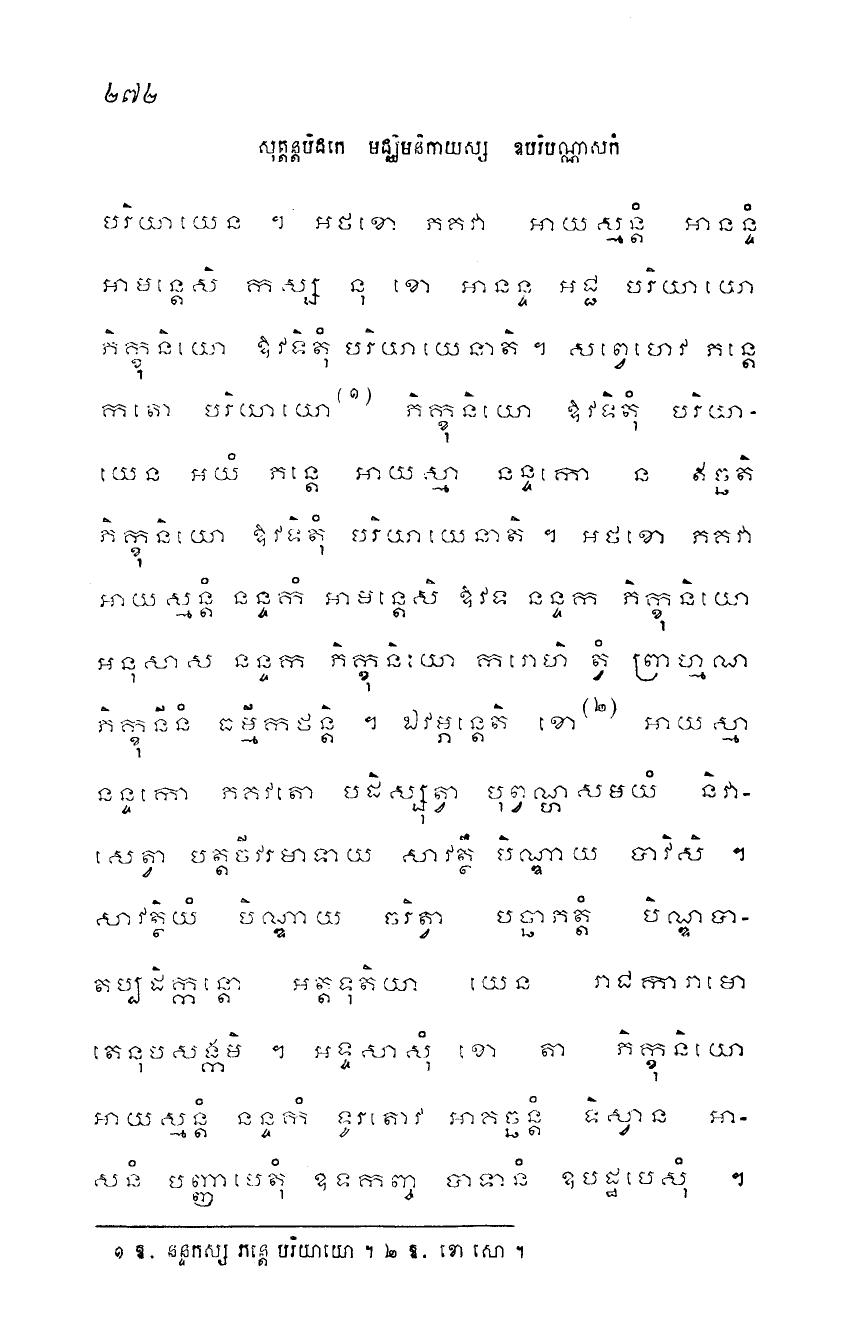 ២៧២
សុត្តន្តបិដកេ មជ្ឈិមនិកាយស្ស ឧបរិបណ្ណាសកំ
បរិយាយេន ។ អថខោ ភគវា អាយស្មន្តំ អានន្ទំ
អាមន្តេសិ កស្ស នុ ខោ អានន្ទ អជ្ជ បរិយាយោ
ភិក្ខុនិយោ ឱវទិតុំ បរិយាយេនាតិ ។ សព្វេហេវ ភន្តេ
កតោ បរិយាយោ(១) ភិក្ខុនិយោ ឱវទិតុំ បរិយា-
យេន អយំ ភន្តេ អាយស្មា នន្ទកោ ន ឥច្ឆតិ
ភិក្ខុនិយោ ឱវទិតុំ បរិយាយេនាតិ ។ អថខោ ភគវា
អាយស្មន្តំ នន្ទកំ អាមន្តេសិ ឱវទ នន្ទក ភិក្ខុនិយោ
អនុសាស នន្ទក ភិក្ខុនិយោ ករោហិ ត្វំ ព្រាហ្មណ
ភិក្ខុនីនំ ធម្មីកថន្តិ ។ ឯវម្ភន្តេតិ ខោ(២) អាយស្មា
នន្ទកោ ភគវតោ បដិស្សុត្វា បុព្វណ្ហសមយំ និវា-
សេត្វា បត្តចីវរមាទាយ សាវត្ថឹ បិណ្ឌាយ បាវិសិ ។
សាវត្ថិយំ បិណ្ឌាយ ចរិត្វា បច្ឆាភត្តំ បិណ្ឌបា-
តប្បដិក្កន្តោ អត្តទុតិយោ យេន រាជការាមោ
តេនុបសង្កមិ ។ អទ្ទសាសុំ ខោ តា ភិក្ខុនិយោ
អាយស្មន្តំ នន្ទកំ ទូរតោវ អាគច្ឆន្តំ ទិស្វាន អា-
សនំ បញ្ញាបេសុំ ឧទកញ្ច បាទានំ ឧបដ្ឋបេសុំ ។
១ ឱ. នន្ទកស្ស ភន្តេ បរិយាយោ ។ ២ ឱ. ខោ សោ ។